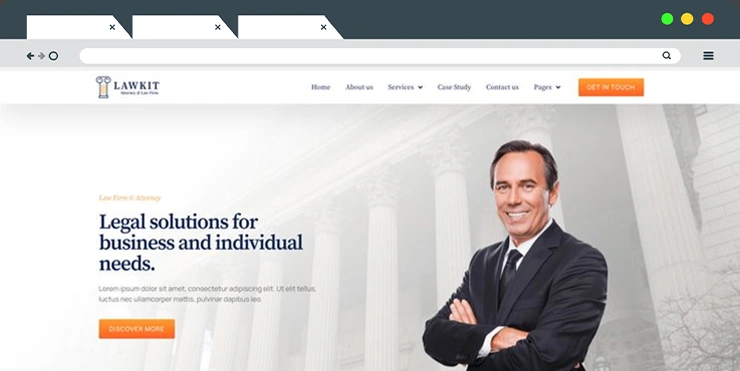 LAWKIT
Attorney & Law Firm
Home About us Services Case Study Contact us Pages GET IN TOUCH
Law Firm & Attorney
Legal solutions for
business and individual
needs.
Lorem ipsum dolor sit amet, consectetur adipiscing elit. Ut elit tellus,
luctus nec ullamcorper mattis, pulvinar dapibus leo.
DISCOVER MORE